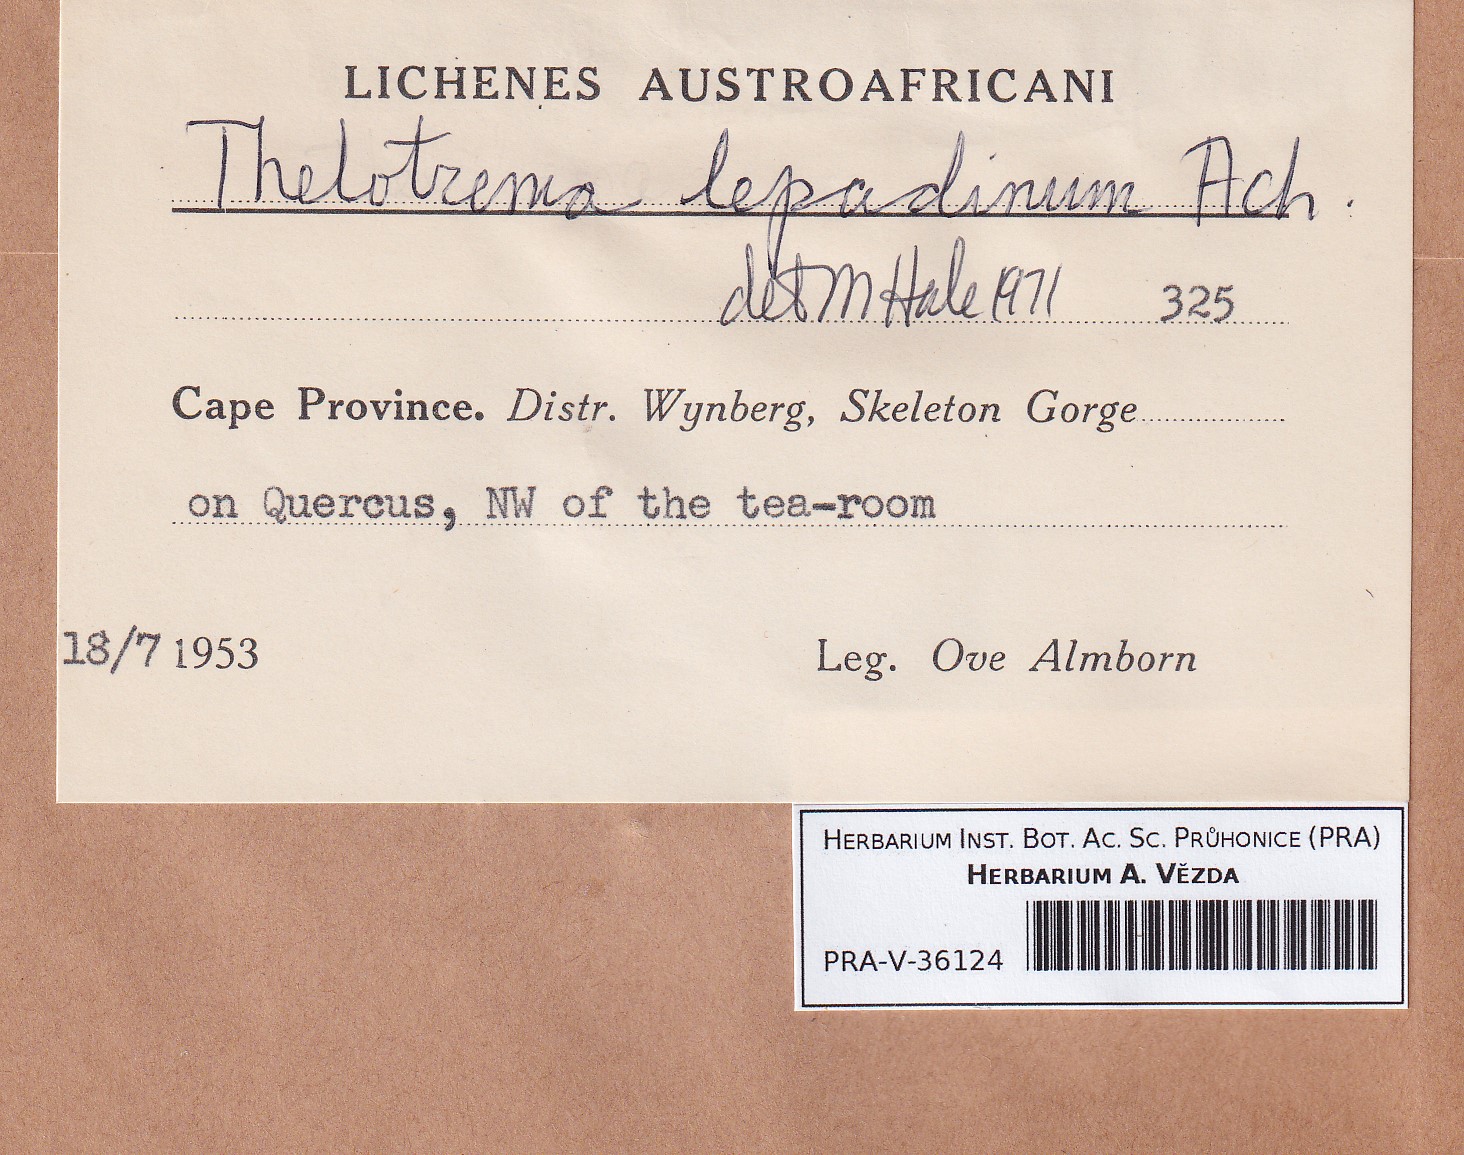 LICHENES AUSTROAFRICANI
Thelotrema lepadinum Ach.
det M Hale 1971 325
Cape Province. Distr. Wynberg, Skeleton Gorge
on Quercus, NW of the tea-room
18/7 1953 Leg. Ove Almborn
HERBARIUM INST. BOT. AC. SC. PRŮHONICE (PRA)
HERBARIUM A. VĚZDA
PRA-V-36124